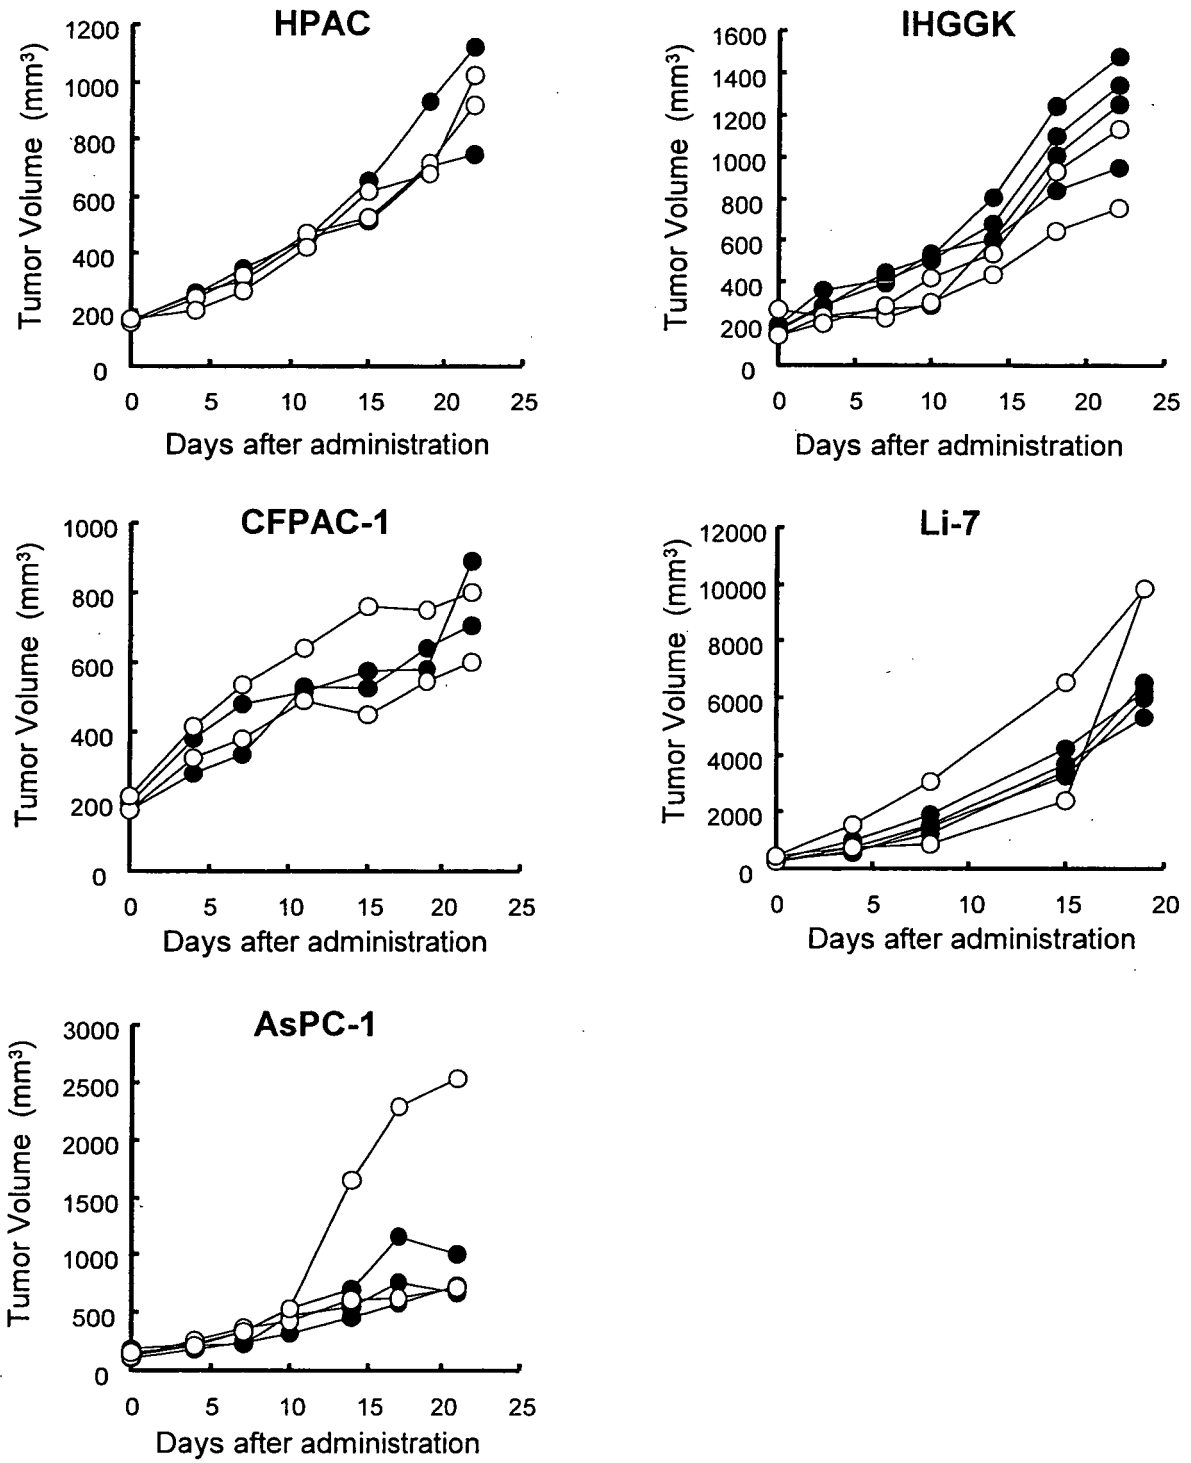 HPAC
Tumor Volume (mm³)
1200
1000
800
600
400
200
0
0 5 10 15 20 25
Days after administration
IHGGK
Tumor Volume (mm³)
1600
1400
1200
1000
800
600
400
200
0
0 5 10 15 20 25
Days after administration
CFPAC-1
Tumor Volume (mm³)
1000
800
600
400
200
0
0 5 10 15 20 25
Days after administration
Li-7
Tumor Volume (mm³)
12000
10000
8000
6000
4000
2000
0
0 5 10 15 20
Days after administration
AsPC-1
Tumor Volume (mm³)
3000
2500
2000
1500
1000
500
0
0 5 10 15 20 25
Days after administration